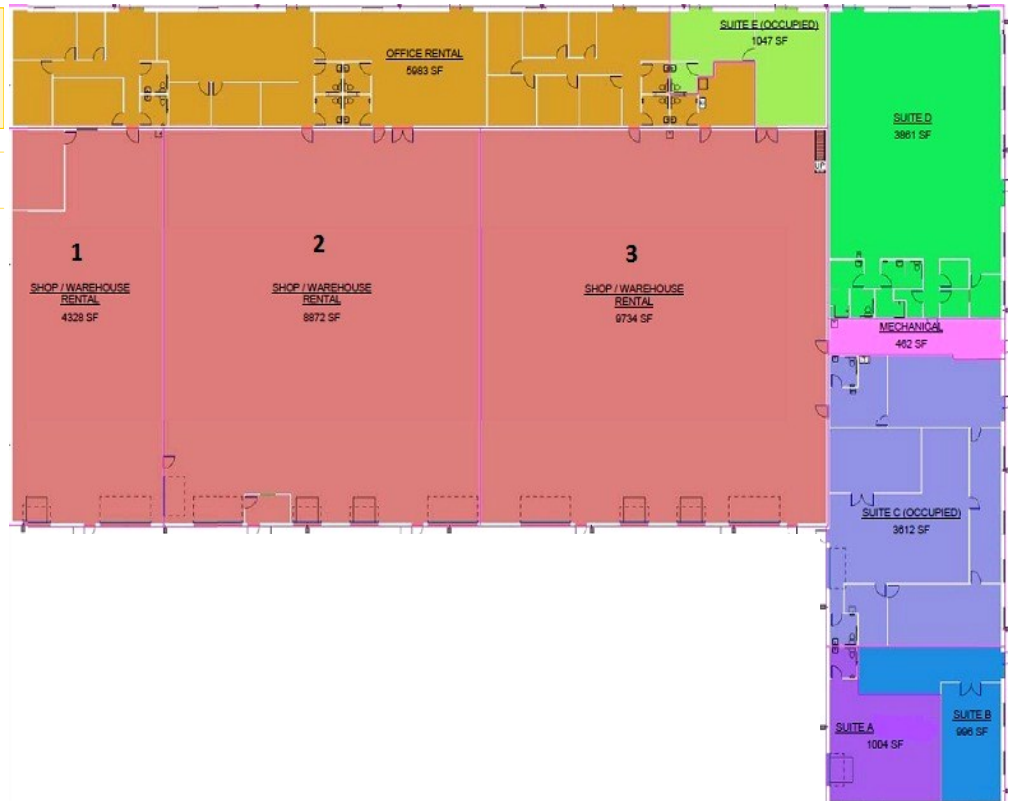 OFFICE RENTAL
5983 SF
SUITE E (OCCUPIED)
1047 SF
SUITE D
3861 SF
1
SHOP / WAREHOUSE
RENTAL
4328 SF
2
SHOP / WAREHOUSE
RENTAL
8872 SF
3
SHOP / WAREHOUSE
RENTAL
9734 SF
UP
MECHANICAL
462 SF
SUITE C (OCCUPIED)
3612 SF
SUITE A
1004 SF
SUITE B
996 SF